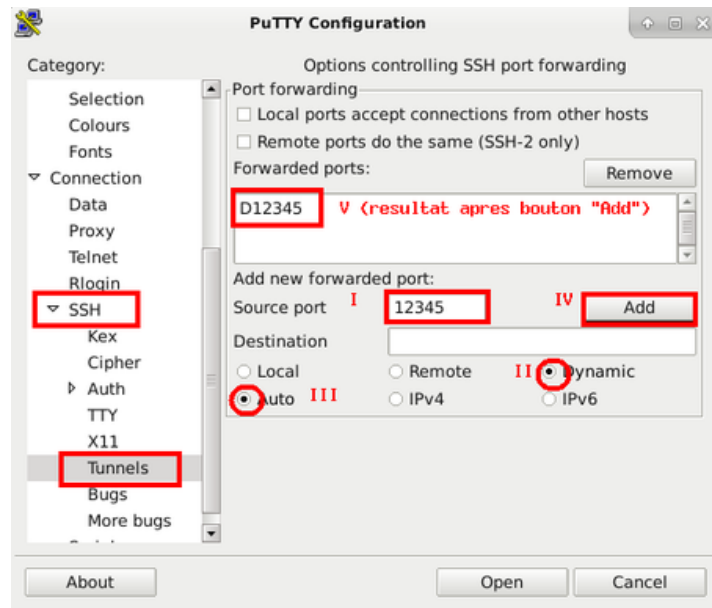 PuTTY Configuration
Category:
Options controlling SSH port forwarding
Selection
Colours
Fonts
Connection
Data
Proxy
Telnet
Rlogin
SSH
Kex
Cipher
Auth
TTY
X11
Tunnels
Bugs
More bugs
Port forwarding
Local ports accept connections from other hosts
Remote ports do the same (SSH-2 only)
Forwarded ports:
Remove
D12345 V (resultat apres bouton "Add")
Add new forwarded port:
Source port I 12345 IV Add
Destination
Local Remote II Dynamic
Auto III IPv4 IPv6
About Open Cancel